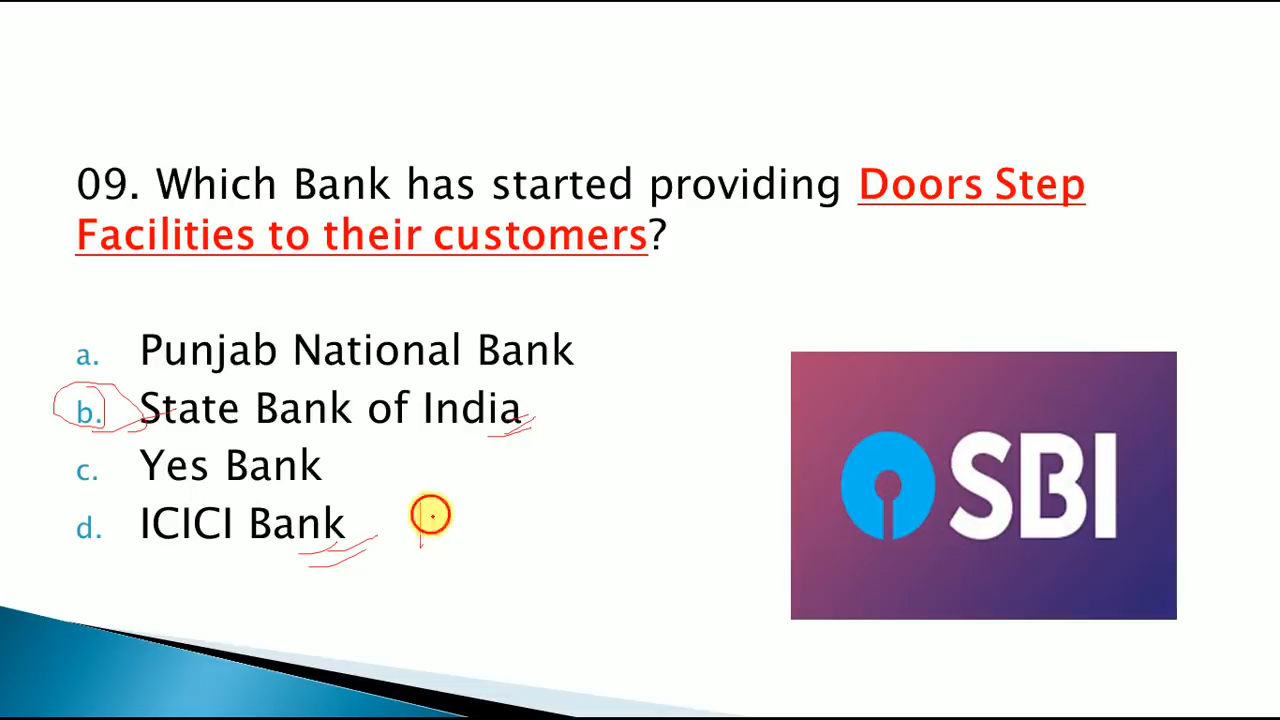 09. Which Bank has started providing Doors Step
Facilities to their customers?
a. Punjab National Bank
b. State Bank of India
c. Yes Bank
d. ICICI Bank
SBI